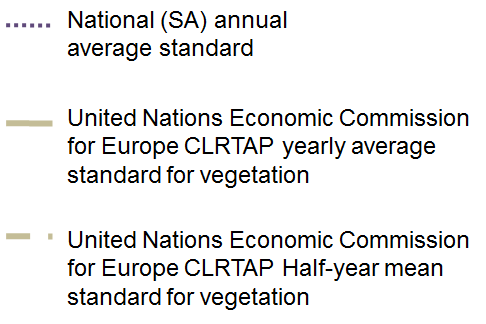 National (SA) annual
average standard
United Nations Economic Commission
for Europe CLRTAP yearly average
standard for vegetation
United Nations Economic Commission
for Europe CLRTAP Half-year mean
standard for vegetation